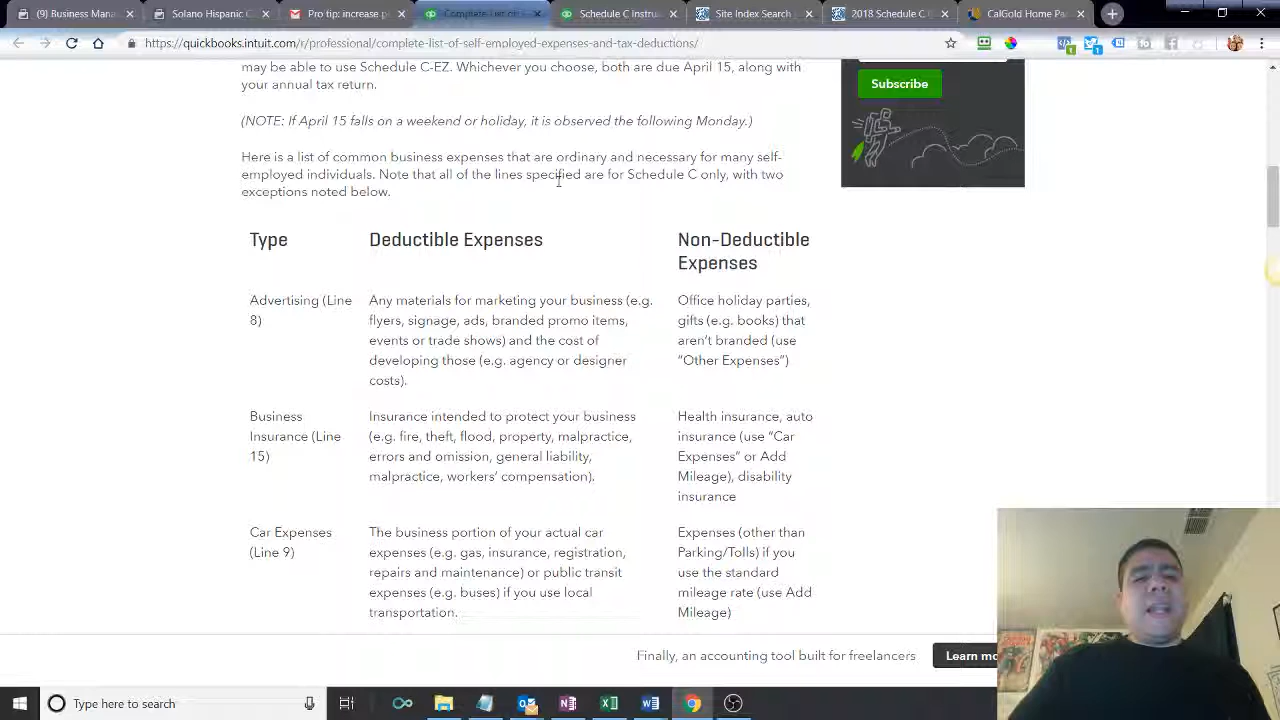 (9) Business Mana
Solano Hispanic C
Pro tip: increase p
Complete List of S
Schedule C Instruc
Site Index Search
2018 Schedule C (
CalGold Home Pa
https://quickbooks.intuit.com/r/professional/complete-list-of-self-employed-expenses-and-tax-deductions/
may be able to use Schedule C-EZ. Whichever you choose, both are due April 15, along with
your annual tax return.
Subscribe
(NOTE: If April 15 falls on a weekend or holiday, it is observed the following Monday.)
Here is a list of common business expenses that are ordinary and necessary for many self-
employed individuals. Note that all of the lines specified are for Schedule C only, with two
exceptions noted below.
Type
Deductible Expenses
Non-Deductible
Expenses
Advertising (Line
8)
Any materials for marketing your business (e.g.
flyers, signage, ads, branded promo items,
events or trade shows) and the cost of
developing those (e.g. agency or designer
costs).
Office holiday parties,
gifts (e.g. books) that
aren't branded (use
"Other Expenses")
Business
Insurance (Line
15)
Insurance intended to protect your business
(e.g. fire, theft, flood, property, malpractice,
errors and omission, general liability,
malpractice, workers' compensation).
Health insurance, auto
insurance (use "Car
Expenses" or Add
Mileage), disability
insurance
Car Expenses
(Line 9)
The business portion of your actual car
expenses (e.g. gas, insurance, registration,
repairs and maintenance) or public transit
expenses (e.g. buses) if you use local
transportation.
Expenses (other than
Parking/Tolls) if you
use the standard
mileage rate (use Add
Mileage)
Finally, an accounting tool built for freelancers
Learn mo
Type here to search